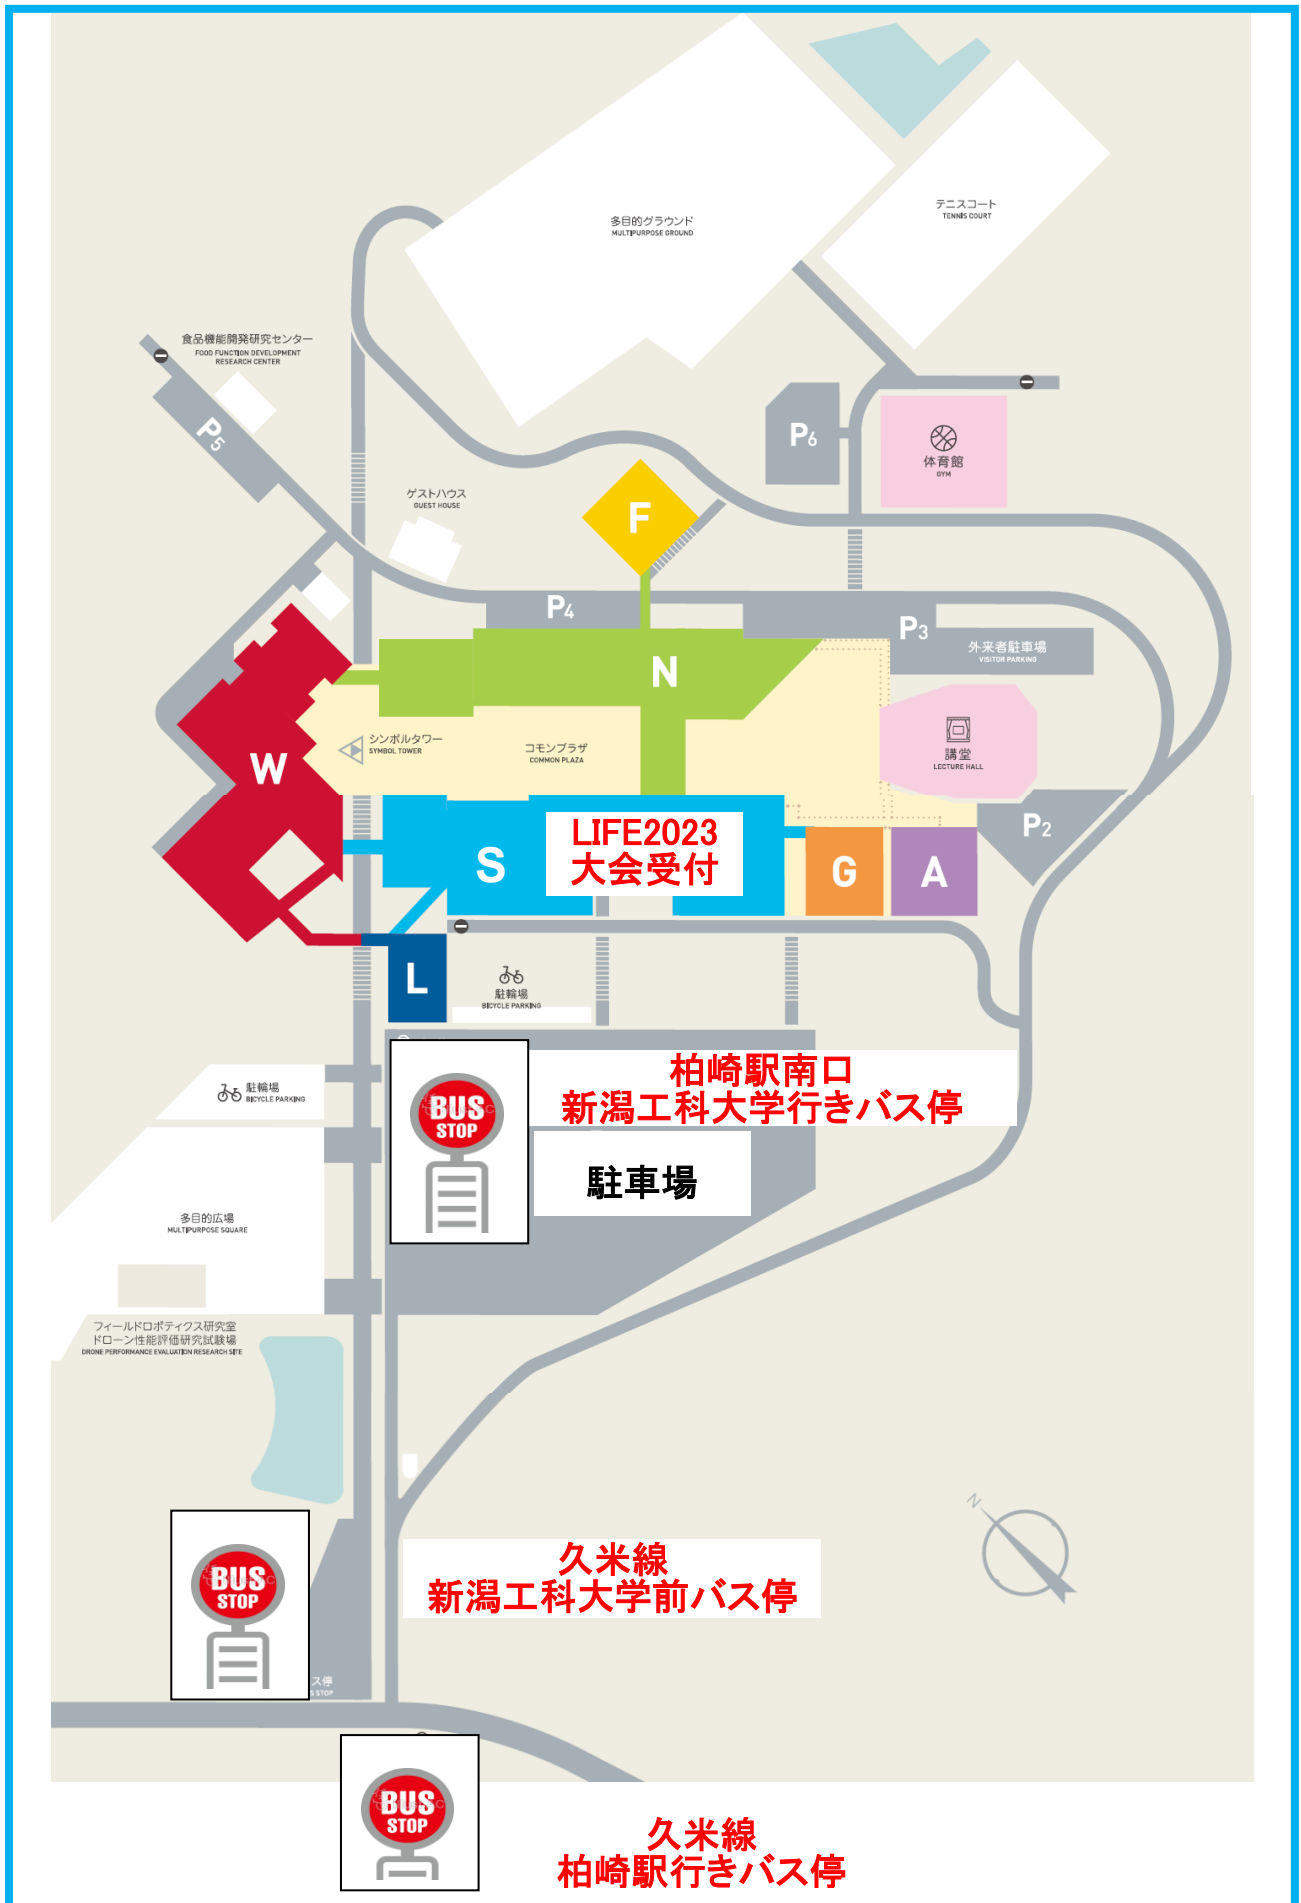 多目的グラウンド
MULTIPURPOSE GROUND
テニスコート
TENNIS COURT
食品機能開発研究センター
FOOD FUNCTION DEVELOPMENT
RESEARCH CENTER
P5
P6
体育館
GYM
ゲストハウス
GUEST HOUSE
F
P4
P3
外来者駐車場
VISITOR PARKING
N
シンボルタワー
SYMBOL TOWER
コモンプラザ
COMMON PLAZA
講堂
LECTURE HALL
W
P2
LIFE2023
大会受付
S
G
A
L
駐輪場
BICYCLE PARKING
柏崎駅南口
新潟工科大学行きバス停
BUS
STOP
駐輪場
BICYCLE PARKING
駐車場
多目的広場
MULTIPURPOSE SQUARE
フィールドロボティクス研究室
ドローン性能評価研究試験場
DRONE PERFORMANCE EVALUATION RESEARCH SITE
N
久米線
新潟工科大学前バス停
BUS
STOP
ス停
STOP
BUS
STOP
久米線
柏崎駅行きバス停